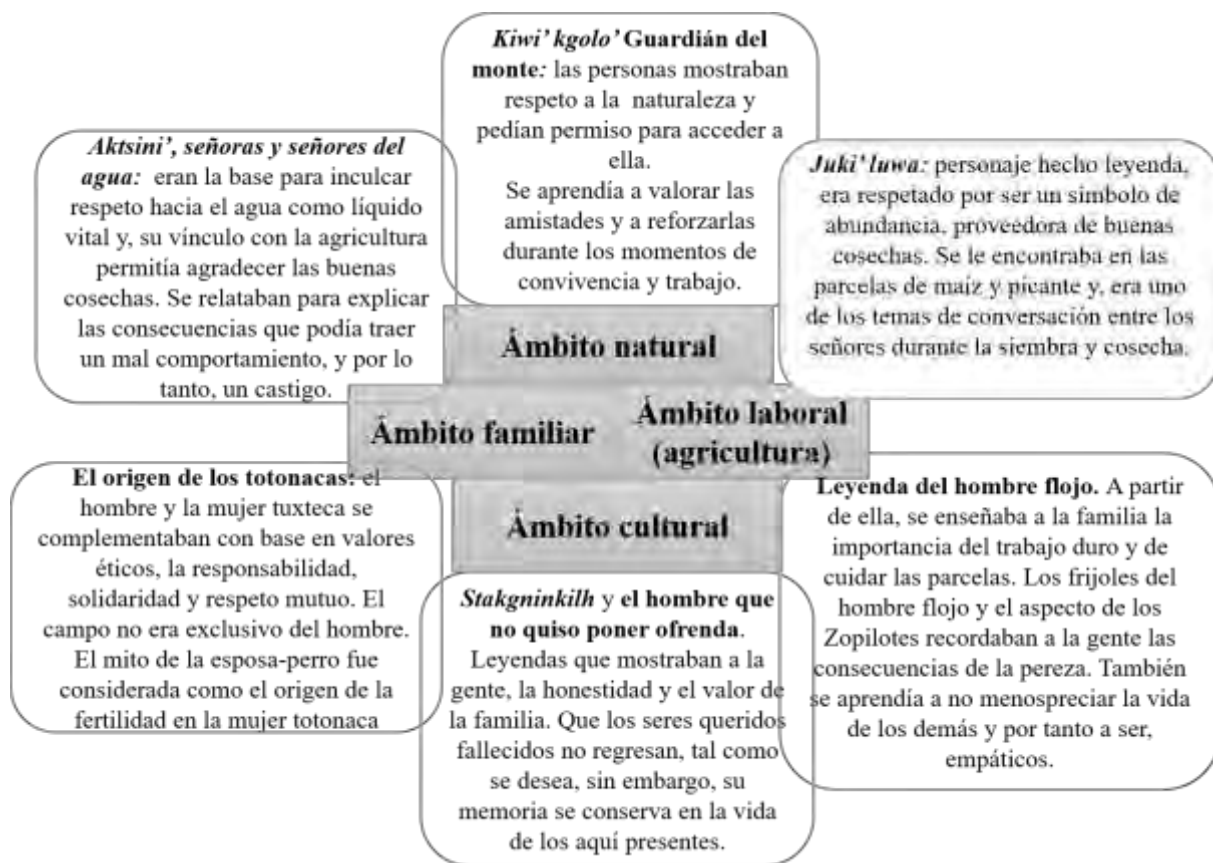 Kiwi' kgolo' Guardián del
monte: las personas mostraban
respeto a la naturaleza y
pedían permiso para acceder a
ella.
Se aprendía a valorar las
amistades y a reforzarlas
durante los momentos de
convivencia y trabajo.
Aktsini', señoras y señores del
agua: eran la base para inculcar
respeto hacia el agua como líquido
vital y, su vínculo con la agricultura
permitía agradecer las buenas
cosechas. Se relataban para explicar
las consecuencias que podía traer
un mal comportamiento, y por lo
tanto, un castigo.
Juki' luwa: personaje hecho leyenda,
era respetado por ser un símbolo de
abundancia, proveedora de buenas
cosechas. Se le encontraba en las
parcelas de maíz y picante y, era uno
de los temas de conversación entre los
señores durante la siembra y cosecha.
Ámbito natural
Ámbito familiar
Ámbito laboral
(agricultura)
Ámbito cultural
El origen de los totonacas: el
hombre y la mujer tuxteca se
complementaban con base en valores
éticos, la responsabilidad,
solidaridad y respeto mutuo. El
campo no era exclusivo del hombre.
El mito de la esposa-perro fue
considerada como el origen de la
fertilidad en la mujer totonaca
Stakgninkilh y el hombre que
no quiso poner ofrenda.
Leyendas que mostraban a la
gente, la honestidad y el valor de
la familia. Que los seres queridos
fallecidos no regresan, tal como
se desea, sin embargo, su
memoria se conserva en la vida
de los aquí presentes.
Leyenda del hombre flojo. A partir
de ella, se enseñaba a la familia la
importancia del trabajo duro y de
cuidar las parcelas. Los frijoles del
hombre flojo y el aspecto de los
Zopilotes recordaban a la gente las
consecuencias de la pereza. También
se aprendía a no menospreciar la vida
de los demás y por tanto a ser,
empáticos.